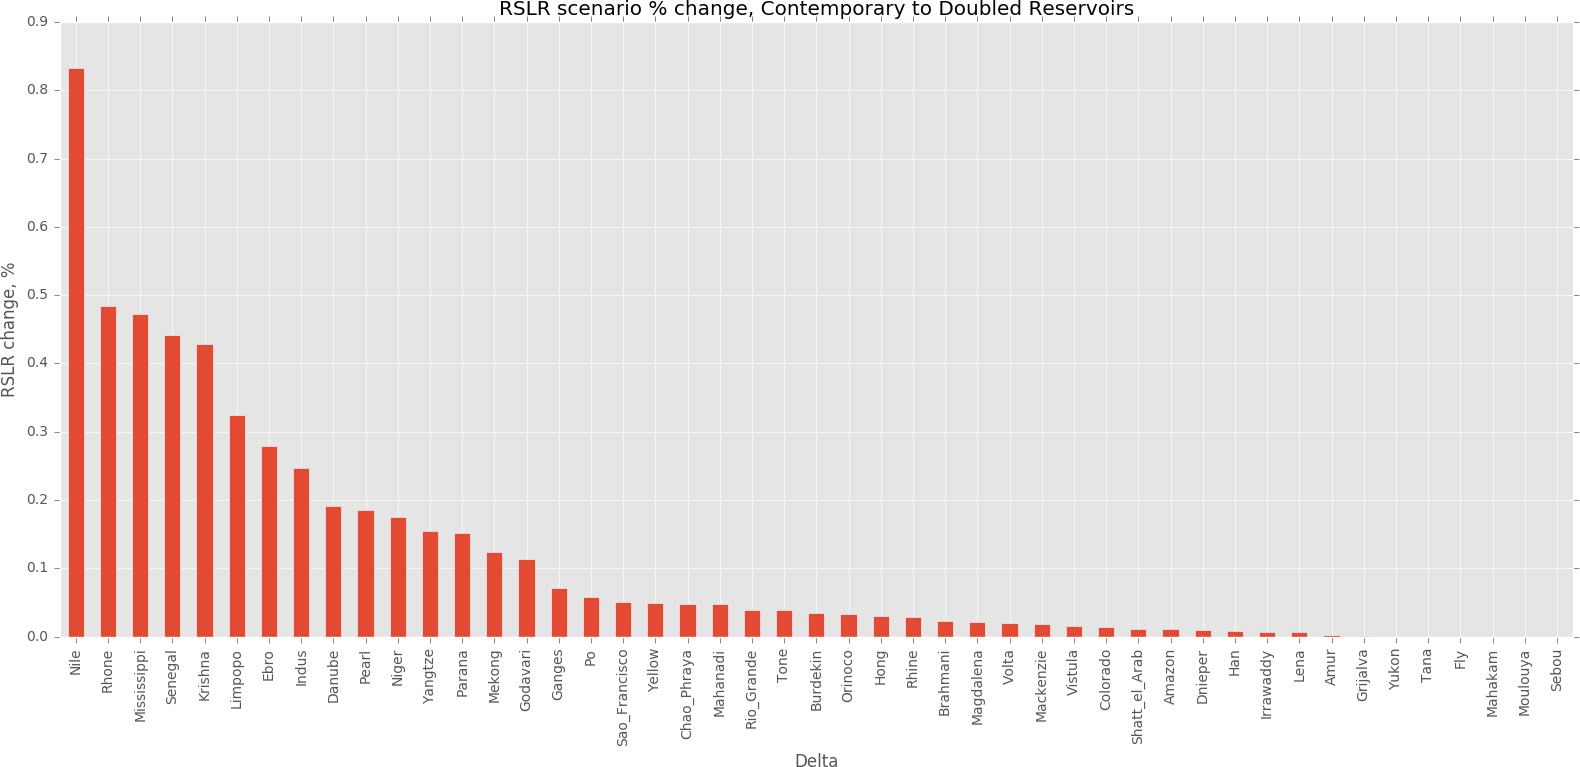 RSLR scenario % change, Contemporary to Doubled Reservoirs
RSLR change, %
0.9
0.8
0.7
0.6
0.5
0.4
0.3
0.2
0.1
0.0
Nile
Rhone
Mississippi
Senegal
Krishna
Limpopo
Ebro
Indus
Danube
Pearl
Niger
Yangtze
Parana
Mekong
Godavari
Ganges
Po
Sao_Francisco
Yellow
Chao_Phraya
Mahanadi
Rio_Grande
Tone
Burdekin
Orinoco
Hong
Rhine
Brahmani
Magdalena
Volta
Mackenzie
Vistula
Colorado
Shatt_el_Arab
Amazon
Dnieper
Han
Irrawaddy
Lena
Amur
Grijalva
Yukon
Tana
Fly
Mahakam
Moulouya
Sebou
Delta